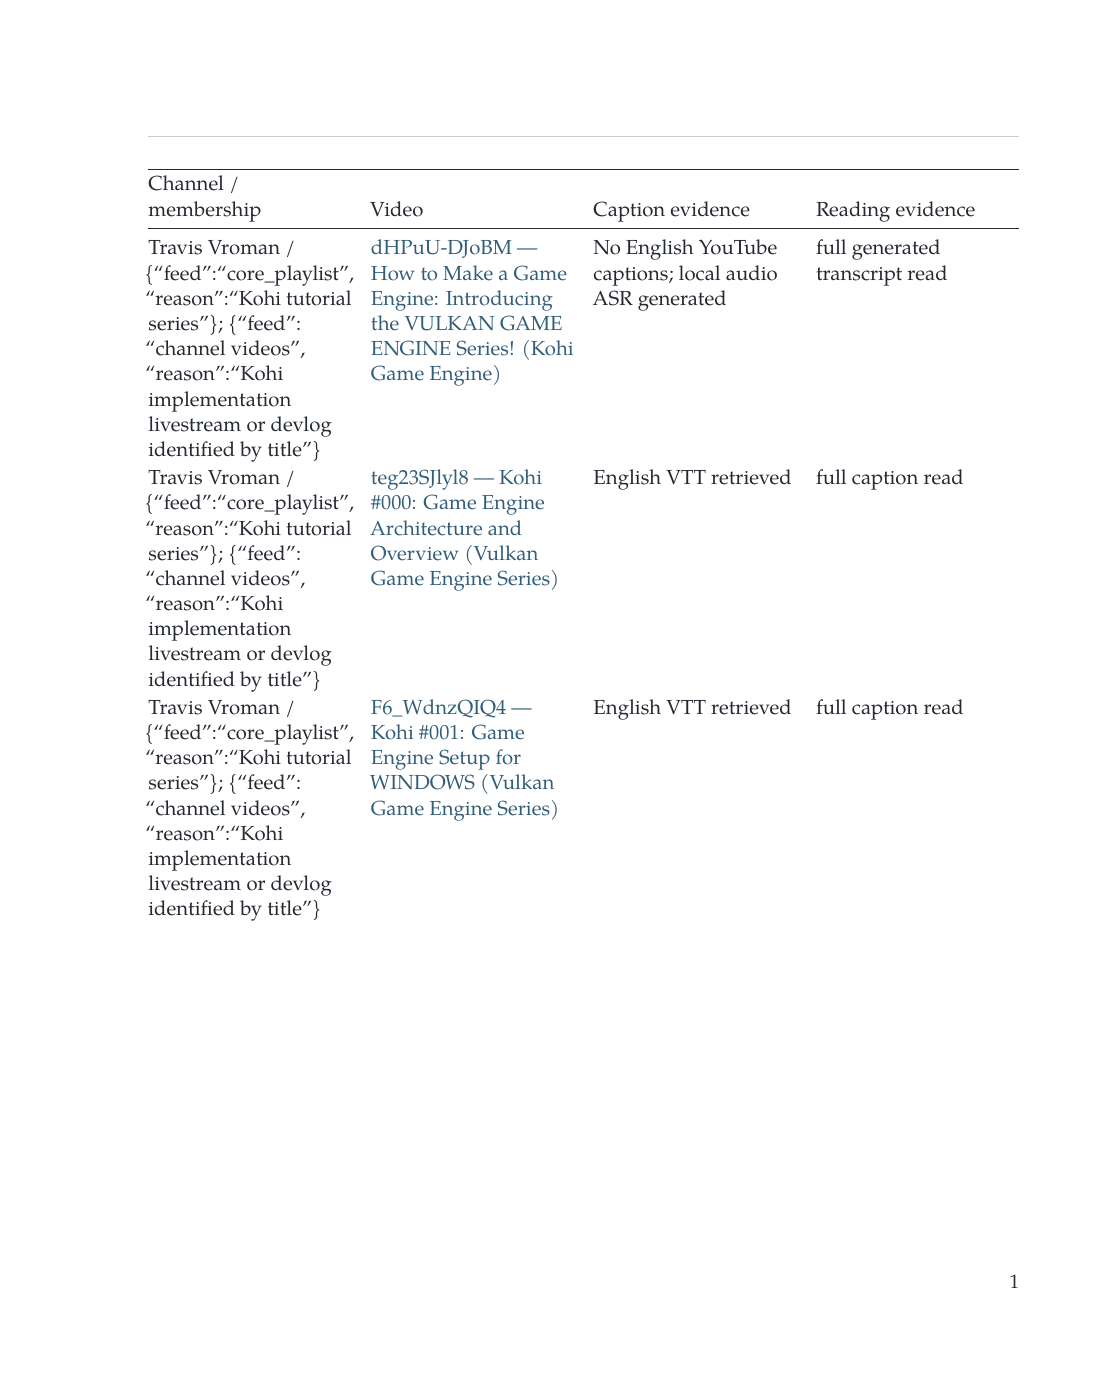 Channel /
membership
Video
Caption evidence
Reading evidence
Travis Vroman /
{“feed”:“core_playlist”,
“reason”:“Kohi tutorial
series”}; {“feed”:
“channel videos”,
“reason”:“Kohi
implementation
livestream or devlog
identified by title”}
dHPuU-DJoBM —
How to Make a Game
Engine: Introducing
the VULKAN GAME
ENGINE Series! (Kohi
Game Engine)
No English YouTube
captions; local audio
ASR generated
full generated
transcript read
Travis Vroman /
{“feed”:“core_playlist”,
“reason”:“Kohi tutorial
series”}; {“feed”:
“channel videos”,
“reason”:“Kohi
implementation
livestream or devlog
identified by title”}
teg23SJlyl8 — Kohi
#000: Game Engine
Architecture and
Overview (Vulkan
Game Engine Series)
English VTT retrieved
full caption read
Travis Vroman /
{“feed”:“core_playlist”,
“reason”:“Kohi tutorial
series”}; {“feed”:
“channel videos”,
“reason”:“Kohi
implementation
livestream or devlog
identified by title”}
F6_WdnzQIQ4 —
Kohi #001: Game
Engine Setup for
WINDOWS (Vulkan
Game Engine Series)
English VTT retrieved
full caption read
1